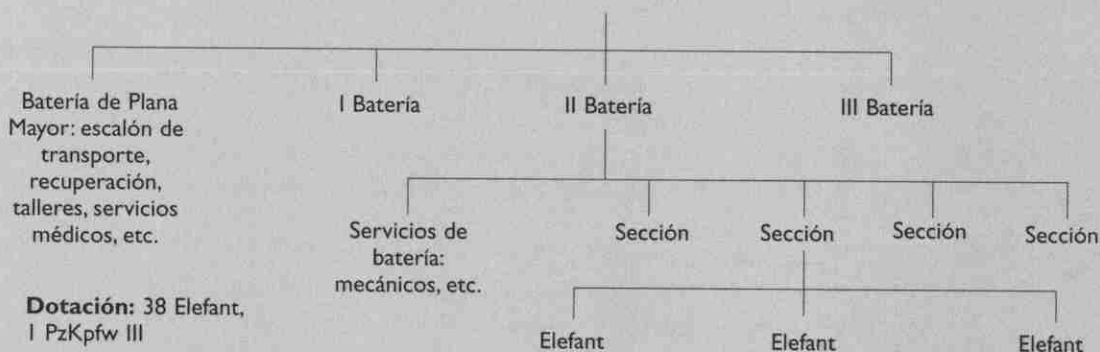 Batería de Plana
Mayor: escalón de
transporte,
recuperación,
talleres, servicios
médicos, etc.
I Batería
II Batería
III Batería
Servicios de
batería:
mecánicos, etc.
Sección
Sección
Sección
Sección
Dotación: 38 Elefant,
1 PzKpfw III
Elefant
Elefant
Elefant